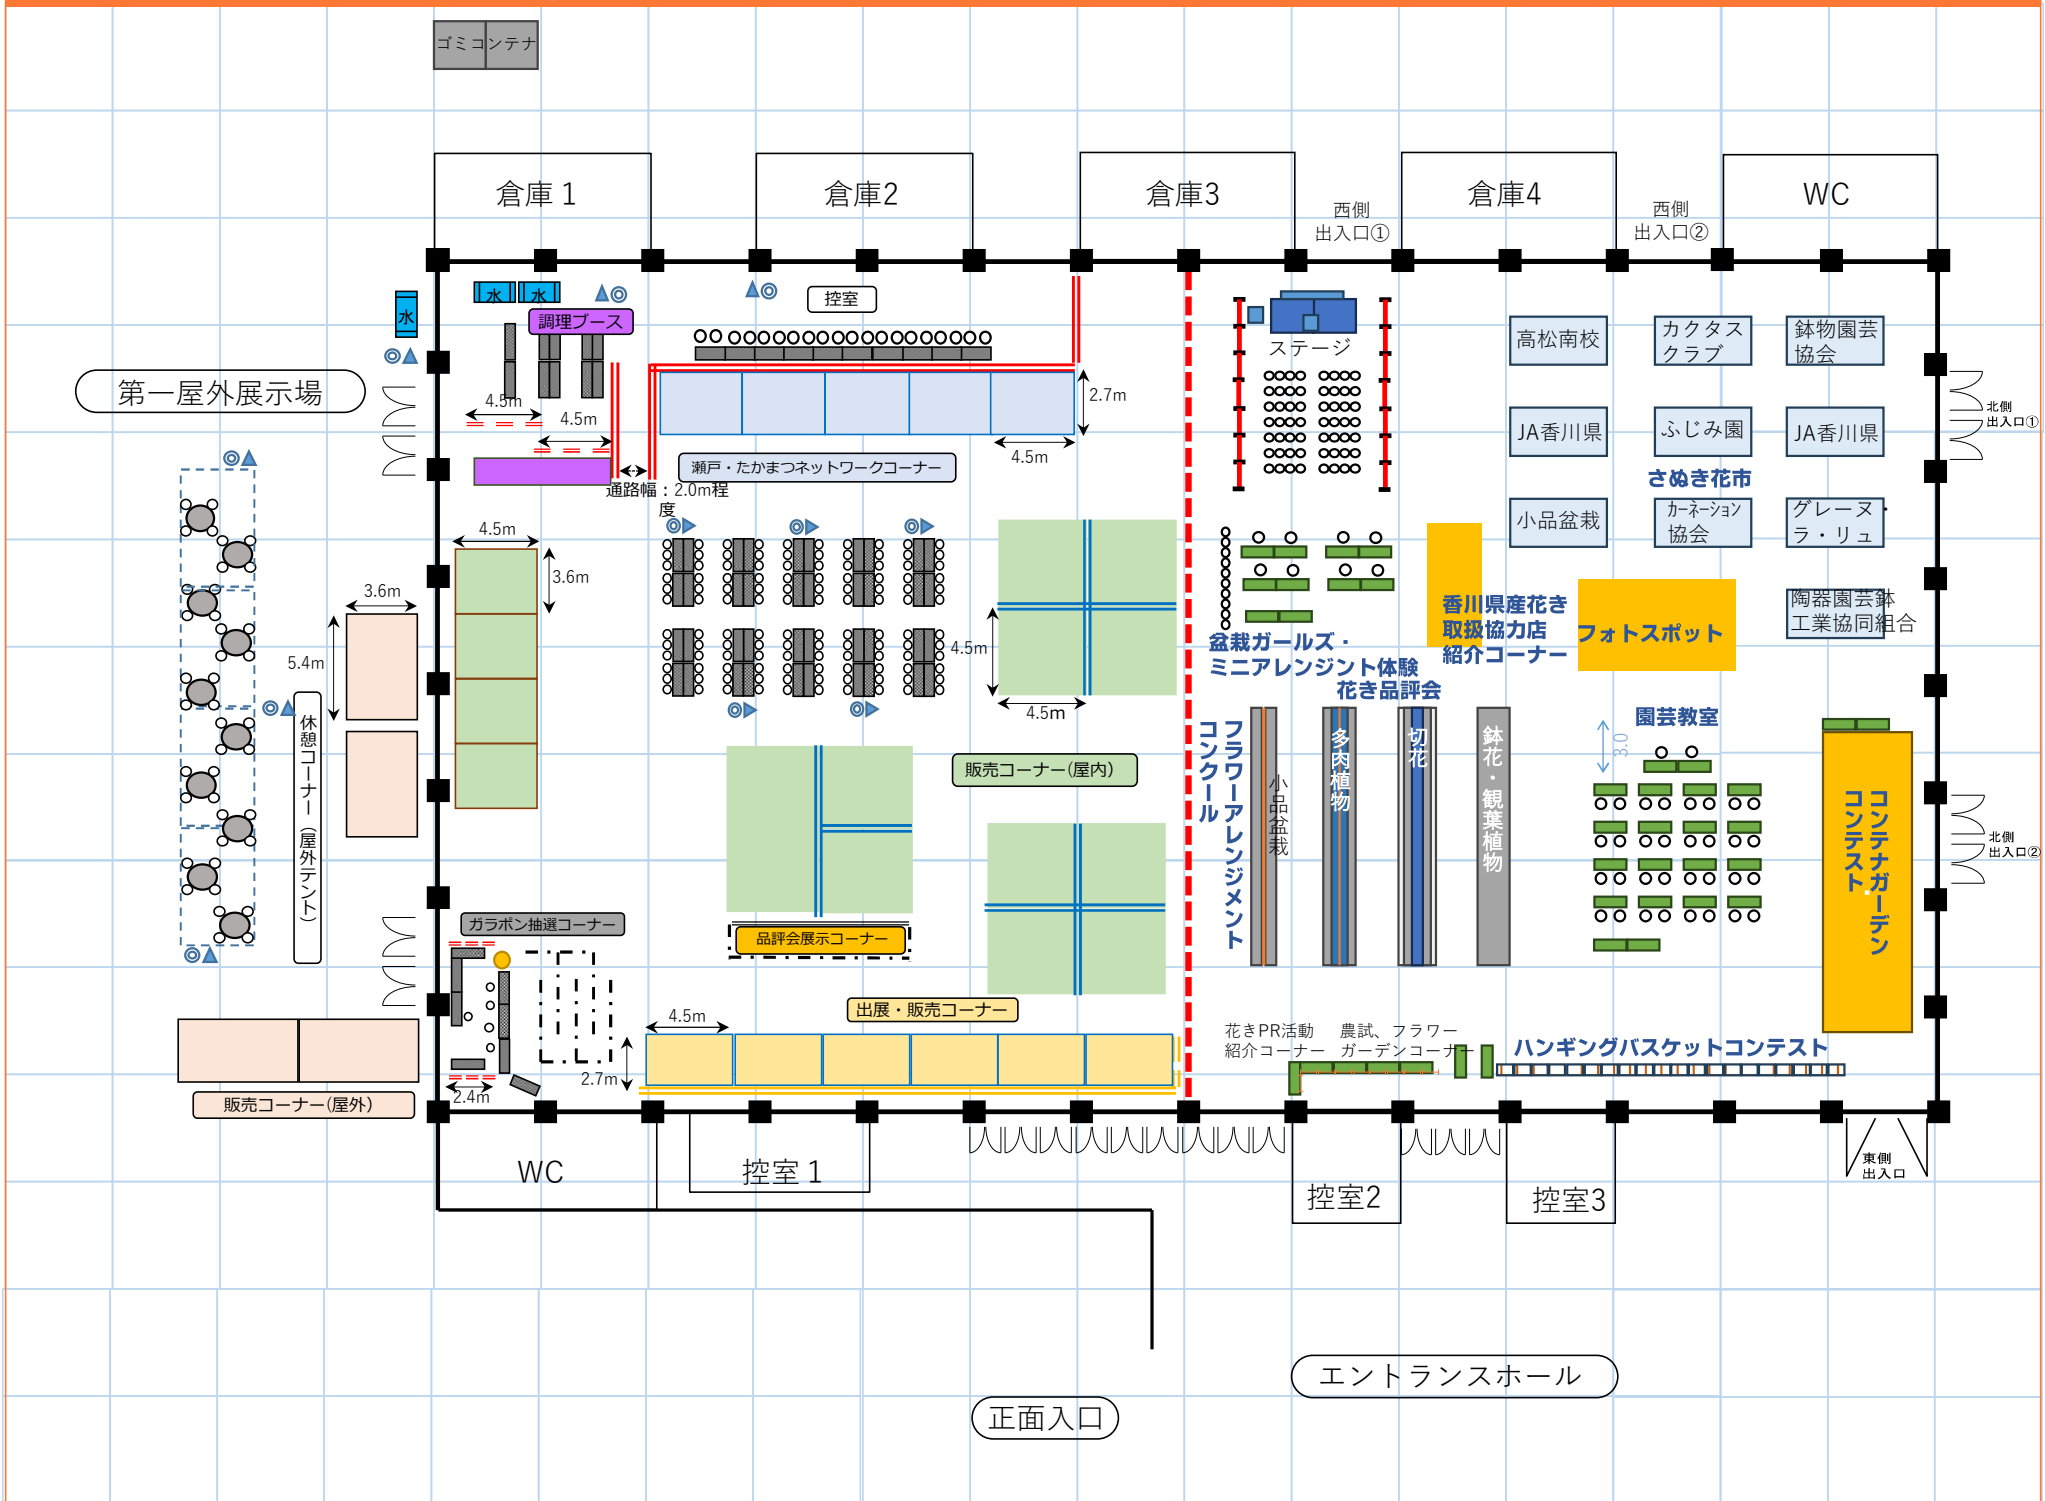 ゴミコンテナ
倉庫１
倉庫2
倉庫3
西側
出入口①
倉庫4
西側
出入口②
WC
水
水
水
調理ブース
控室
ステージ
高松南校
カクタス
クラブ
鉢物園芸
協会
第一屋外展示場
4.5m
4.5m
2.7m
4.5m
北側
出入口①
JA香川県
ふじみ園
JA香川県
瀬戸・たかまつネットワークコーナー
通路幅：2.0m程
度
さぬき花市
小品盆栽
カーネーション
協会
グレーヌ・
ラ・リュ
4.5m
3.6m
3.6m
5.4m
4.5m
4.5m
香川県産花き
取扱協力店
紹介コーナー
フォトスポット
陶器園芸鉢
工業協同組合
盆栽ガールズ・
ミニアレンジント体験
花き品評会
園芸教室
3.0
休憩コーナー（屋外テント）
販売コーナー(屋内）
フラワーアレンジメント
コンクール
小品盆栽
多肉植物
切花
鉢花・観葉植物
コンテナガーデン
コンテスト
北側
出入口②
ガラポン抽選コーナー
品評会展示コーナー
出展・販売コーナー
4.5m
2.7m
2.4m
花きPR活動
紹介コーナー
農試、フラワー
ガーデンコーナー
ハンギングバスケットコンテスト
販売コーナー(屋外）
WC
控室１
控室2
控室3
東側
出入口
エントランスホール
正面入口